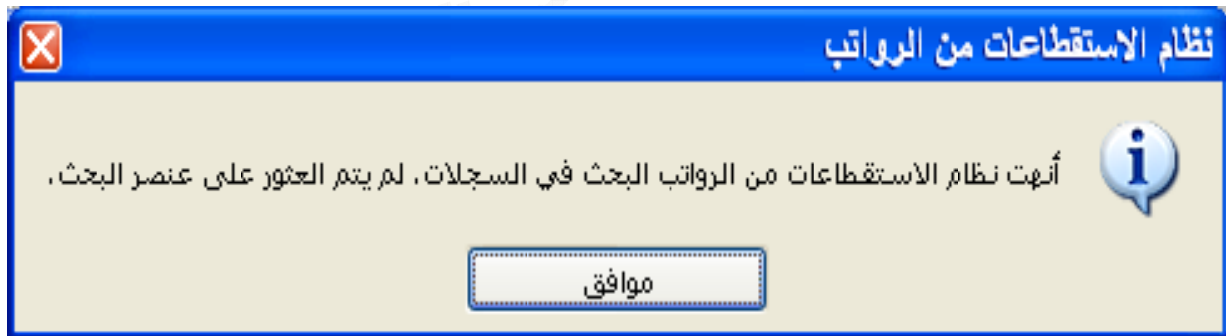 نظام الاستقطاعات من الرواتب
أنهت نظام الاستقطاعات من الرواتب البحث في السجلات، لم يتم العثور على عنصر البحث.
موافق